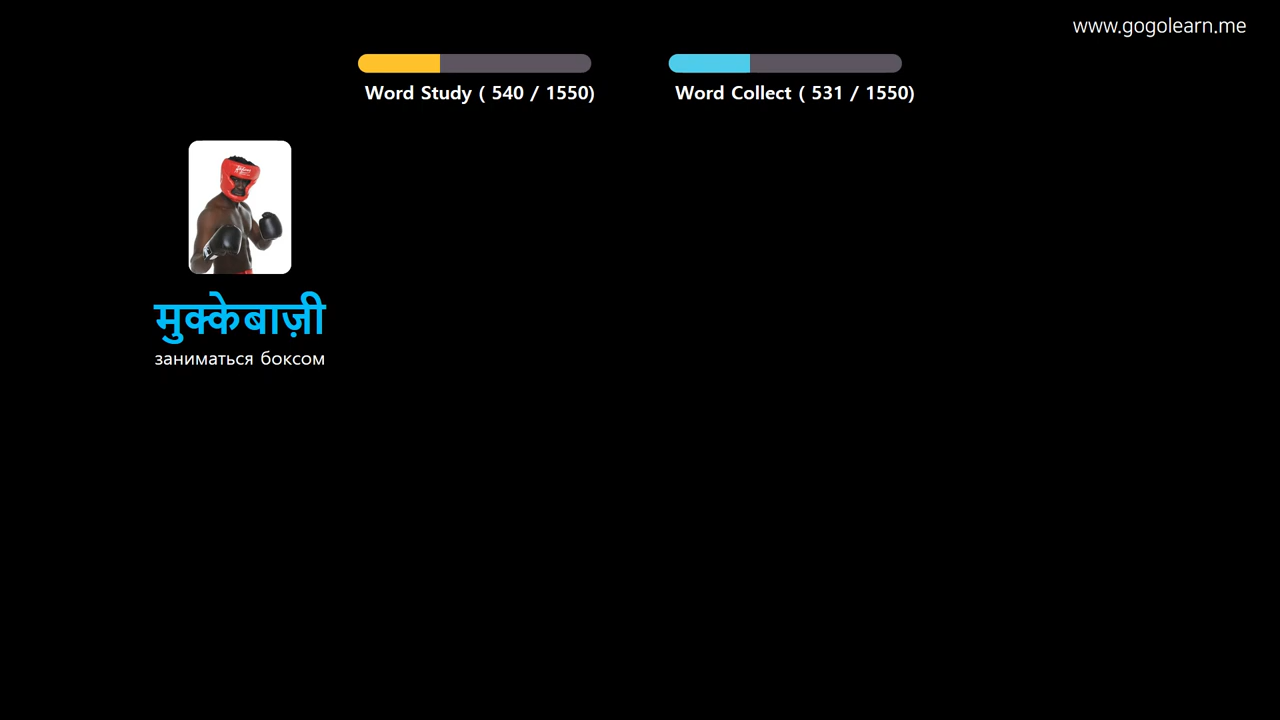 www.gogolearn.me
Word Study ( 540 / 1550)
Word Collect ( 531 / 1550)
मुक्केबाज़ी
заниматься боксом